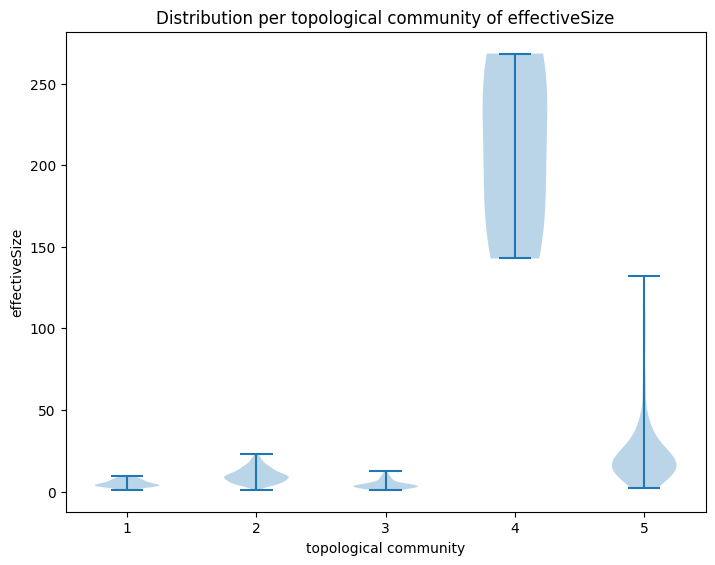 Distribution per topological community of effectiveSize
effectiveSize
250
200
150
100
50
0
1 2 3 4 5
topological community